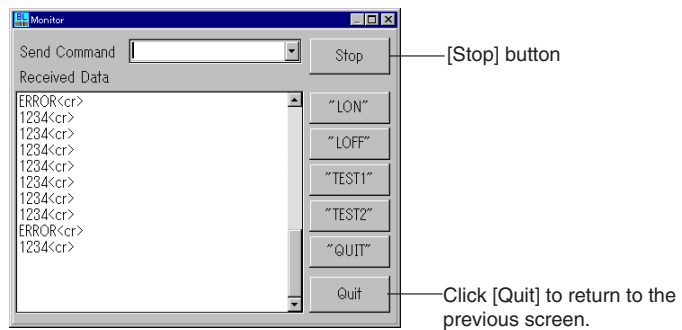 BL Monitor
Send Command
Stop
[Stop] button
Received Data
ERROR<cr>
1234<cr>
1234<cr>
1234<cr>
1234<cr>
1234<cr>
1234<cr>
1234<cr>
ERROR<cr>
1234<cr>
"LON"
"LOFF"
"TEST1"
"TEST2"
"QUIT"
Quit
Click [Quit] to return to the
previous screen.